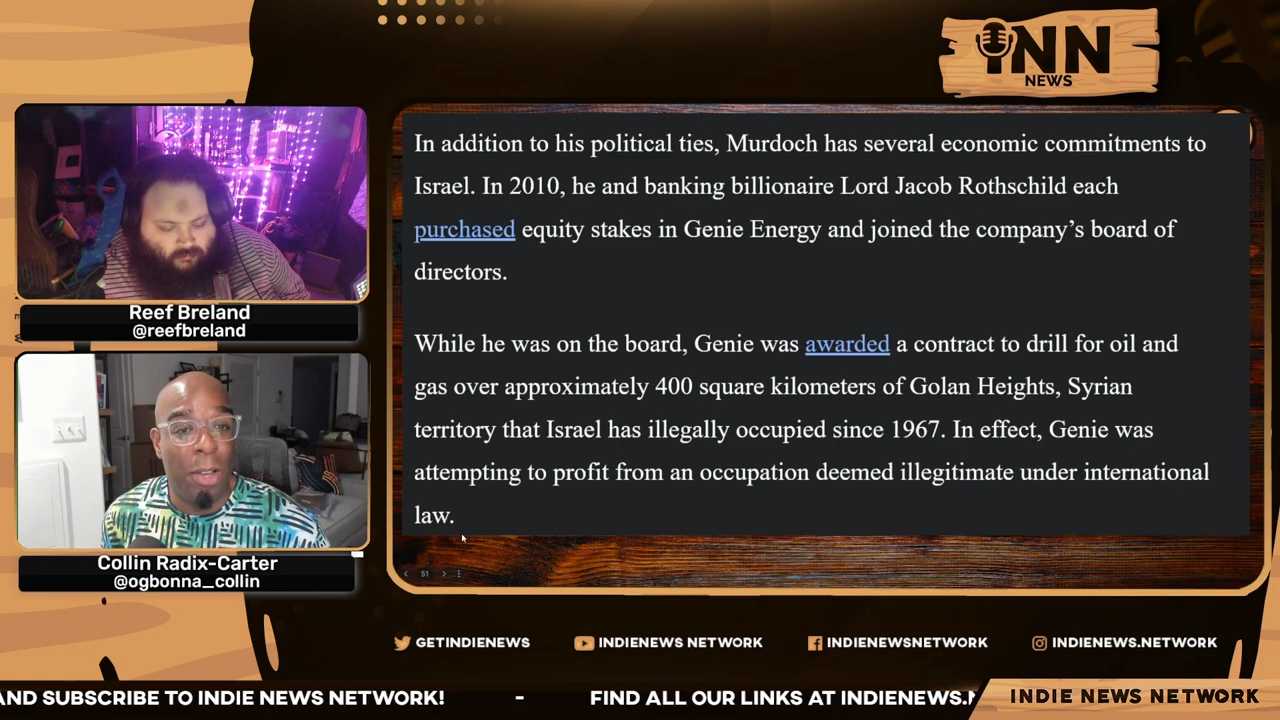 iNN
NEWS
In addition to his political ties, Murdoch has several economic commitments to
Israel. In 2010, he and banking billionaire Lord Jacob Rothschild each
purchased equity stakes in Genie Energy and joined the company’s board of
directors.
While he was on the board, Genie was awarded a contract to drill for oil and
gas over approximately 400 square kilometers of Golan Heights, Syrian
territory that Israel has illegally occupied since 1967. In effect, Genie was
attempting to profit from an occupation deemed illegitimate under international
law.
51
Reef Breland
@reefbreland
Collin Radix-Carter
@ogbonna_collin
GETINDIENEWS
INDIENEWS NETWORK
INDIENEWSNETWORK
INDIENEWS.NETWORK
AND SUBSCRIBE TO INDIE NEWS NETWORK! - FIND ALL OUR LINKS AT INDIENEWS.
INDIE NEWS NETWORK